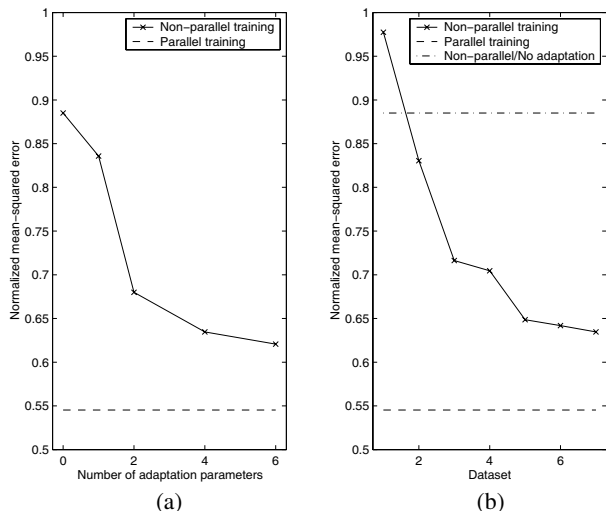 1
Non-parallel training
Parallel training
0.95
0.9
0.85
0.8
0.75
0.7
0.65
0.6
0.55
0.5
Normalized mean-squared error
0 2 4 6
Number of adaptation parameters
(a)
1
Non-parallel training
Parallel training
Non-parallel/No adaptation
0.95
0.9
0.85
0.8
0.75
0.7
0.65
0.6
0.55
0.5
Normalized mean-squared error
2 4 6
Dataset
(b)